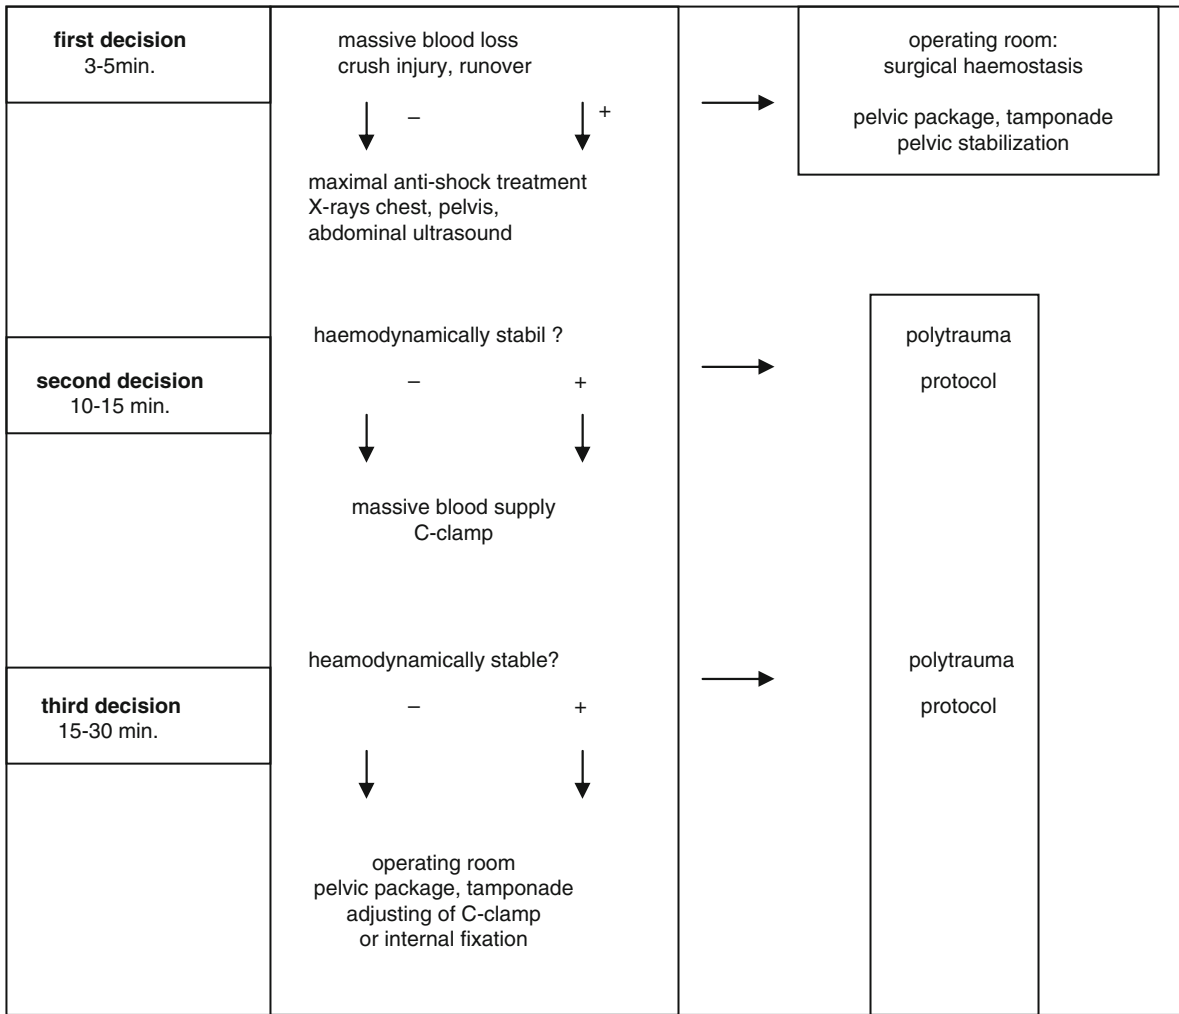 first decision
3-5min.
massive blood loss
crush injury, runover
– +
maximal anti-shock treatment
X-rays chest, pelvis,
abdominal ultrasound
operating room:
surgical haemostasis
pelvic package, tamponade
pelvic stabilization
second decision
10-15 min.
haemodynamically stabil ?
– +
massive blood supply
C-clamp
polytrauma
protocol
third decision
15-30 min.
heamodynamically stable?
– +
operating room
pelvic package, tamponade
adjusting of C-clamp
or internal fixation
polytrauma
protocol